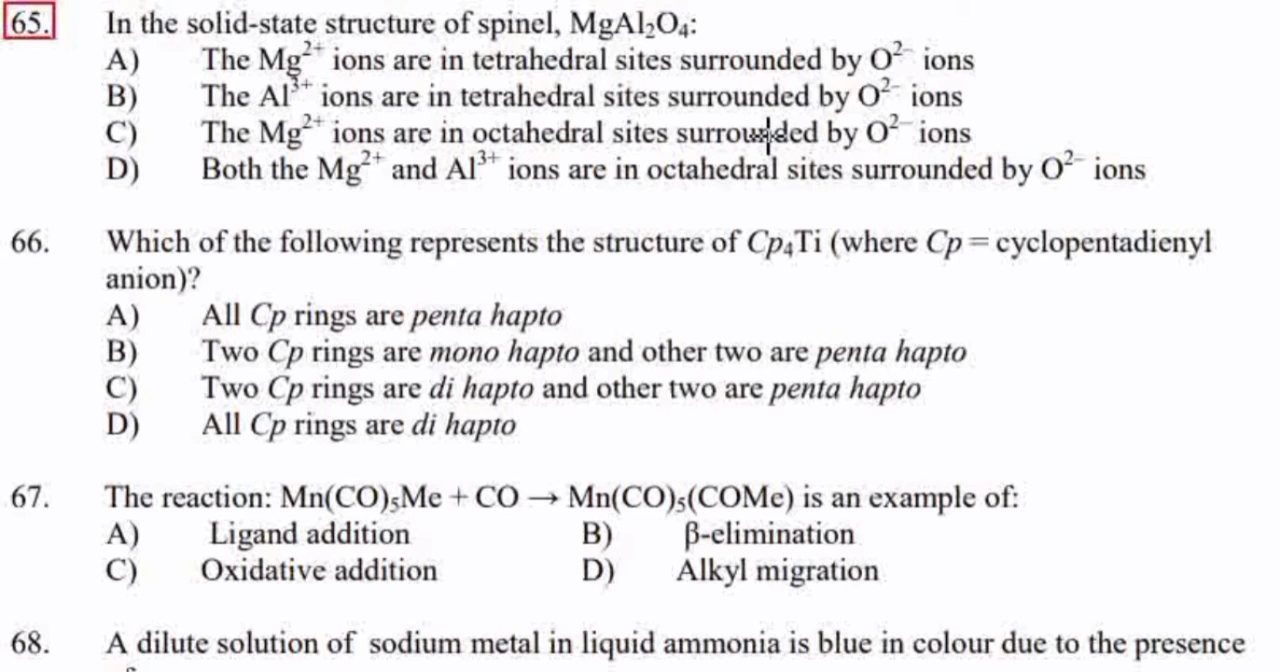 65. In the solid-state structure of spinel, MgAl₂O₄:
A) The Mg²⁺ ions are in tetrahedral sites surrounded by O²⁻ ions
B) The Al³⁺ ions are in tetrahedral sites surrounded by O²⁻ ions
C) The Mg²⁺ ions are in octahedral sites surrounded by O²⁻ ions
D) Both the Mg²⁺ and Al³⁺ ions are in octahedral sites surrounded by O²⁻ ions
66. Which of the following represents the structure of Cp₄Ti (where Cp = cyclopentadienyl
anion)?
A) All Cp rings are penta hapto
B) Two Cp rings are mono hapto and other two are penta hapto
C) Two Cp rings are di hapto and other two are penta hapto
D) All Cp rings are di hapto
67. The reaction: Mn(CO)₅Me + CO → Mn(CO)₅(COMe) is an example of:
A) Ligand addition B) β-elimination
C) Oxidative addition D) Alkyl migration
68. A dilute solution of sodium metal in liquid ammonia is blue in colour due to the presence